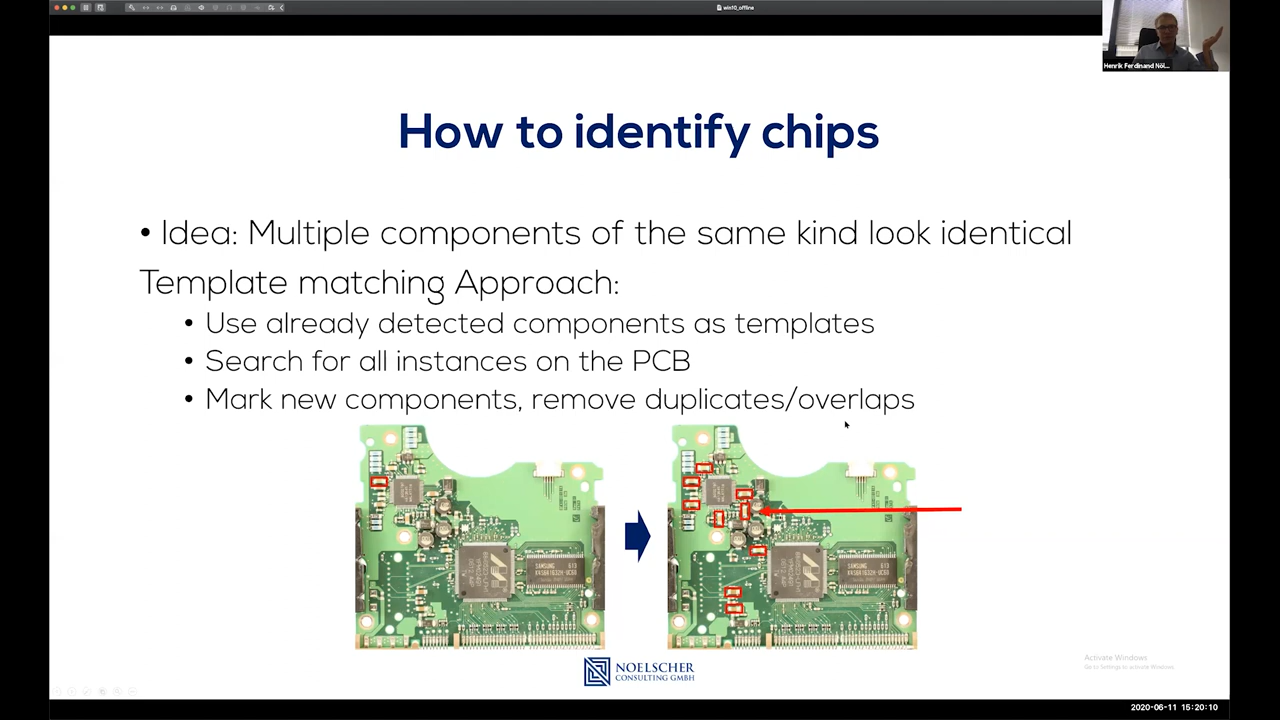 win10_offline
Henrik Ferdinand Nöl...
How to identify chips
• Idea: Multiple components of the same kind look identical
Template matching Approach:
• Use already detected components as templates
• Search for all instances on the PCB
• Mark new components, remove duplicates/overlaps
SAMSUNG
SAMSUNG
NOELSCHER
CONSULTING GMBH
Activate Windows
Go to Settings to activate Windows.
2020-06-11 15:20:10